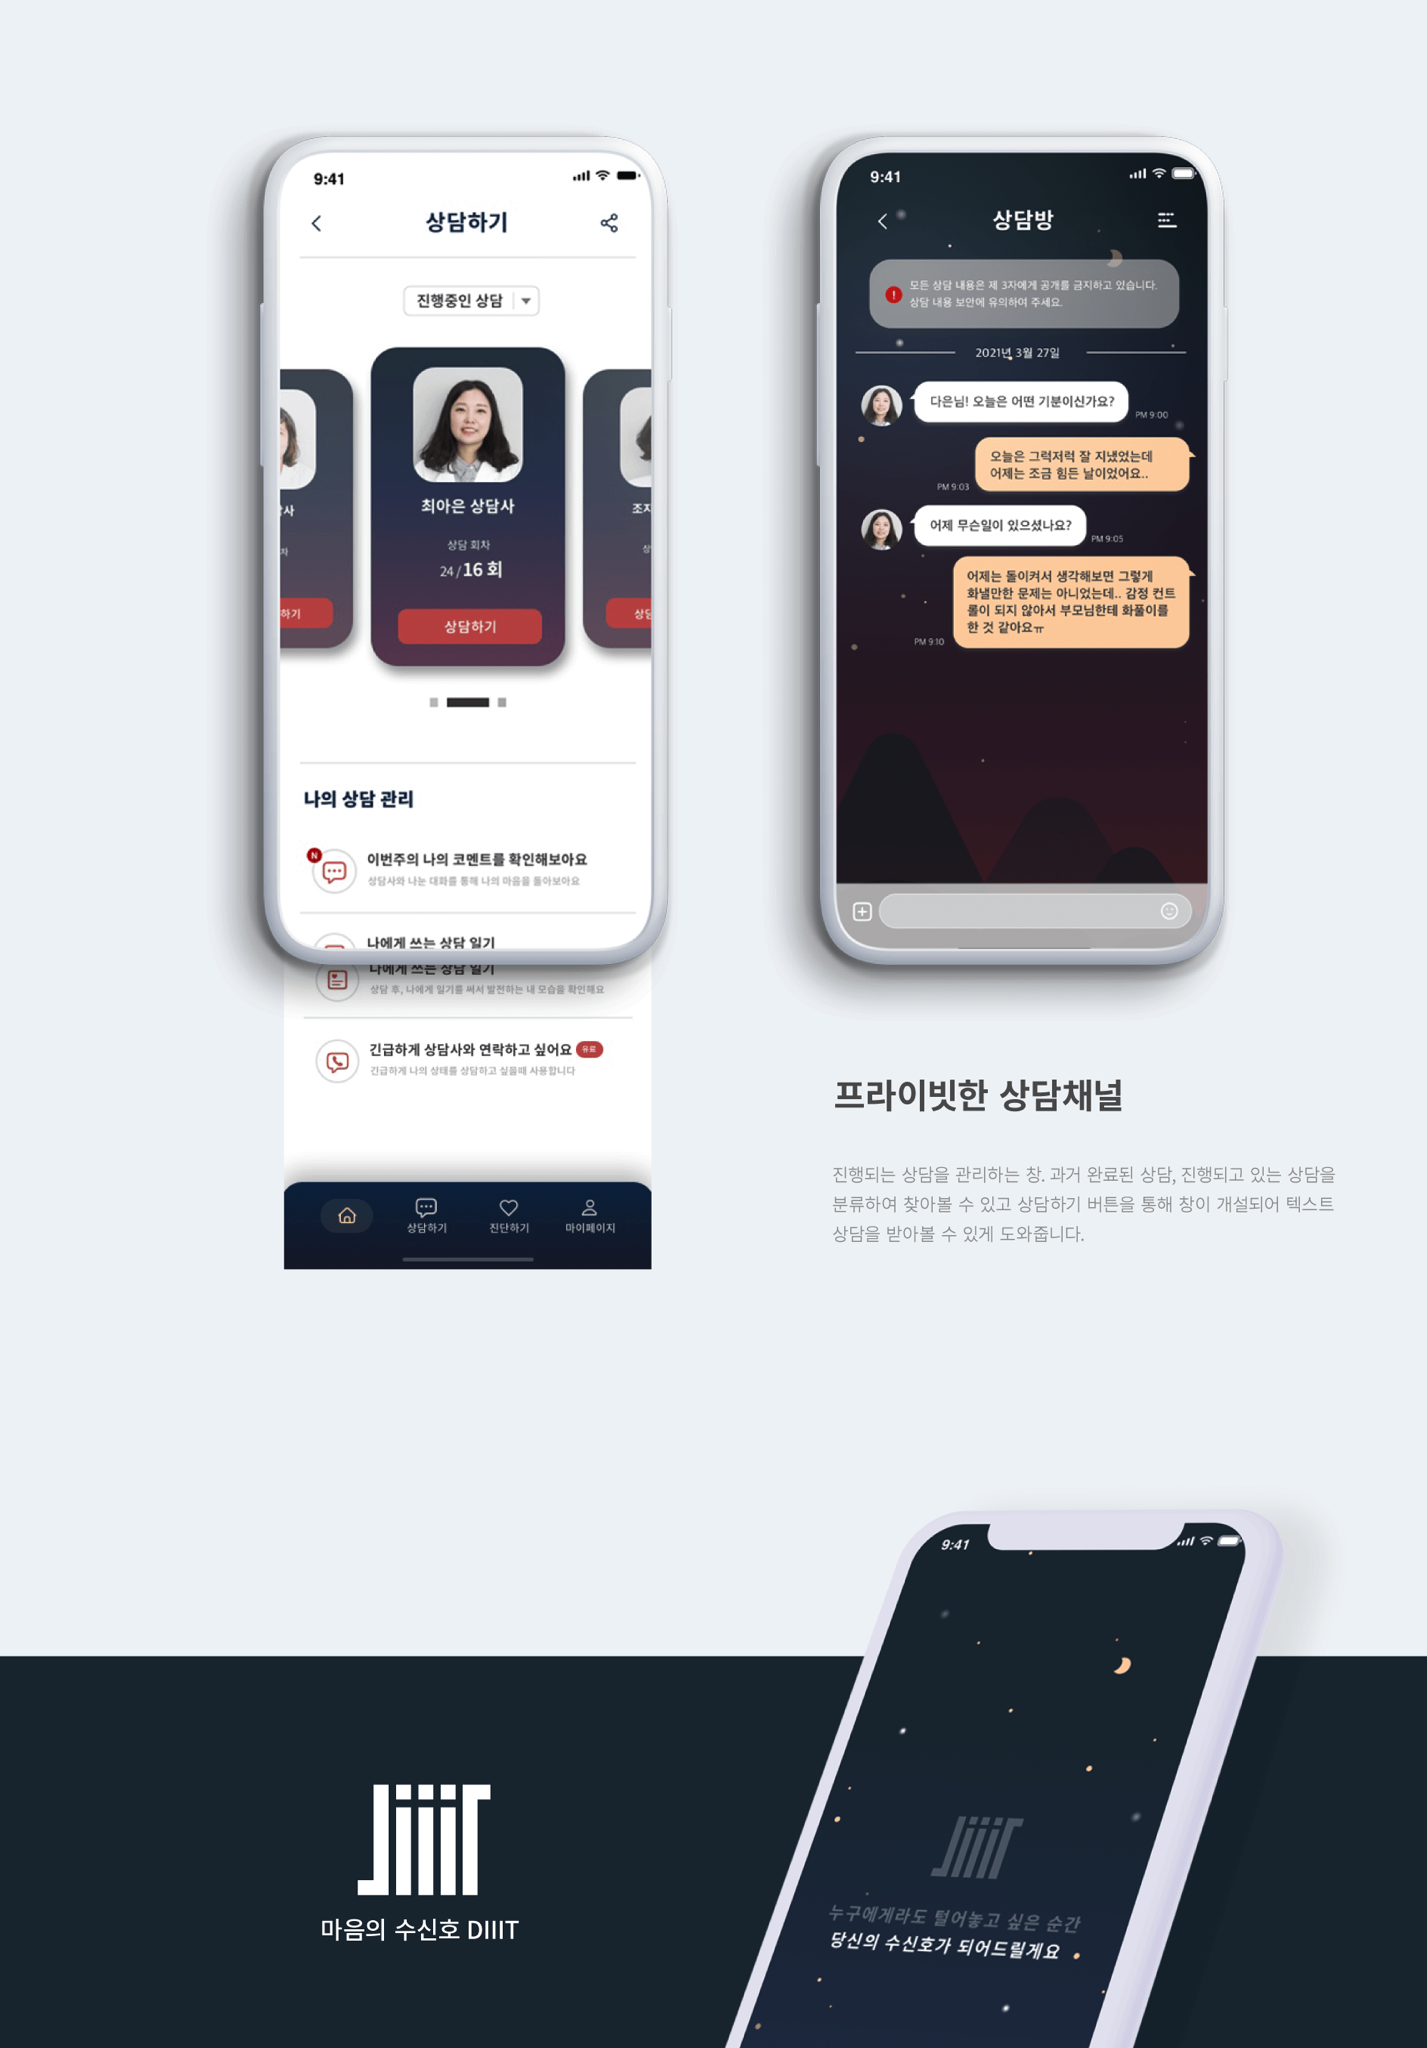 9:41
상담하기
진행중인 상담
사
차
하기
최아은 상담사
상담 회차
24 / 16 회
상담하기
조지
상
상담
나의 상담 관리
N
이번주의 나의 코멘트를 확인해보아요
상담사와 나눈 대화를 통해 나의 마음을 돌아보아요
나에게 쓰는 상담 일기
나에게 쓰는 상담 일기
상담 후, 나에게 일기를 써서 발전하는 내 모습을 확인해요
긴급하게 상담사와 연락하고 싶어요 유료
긴급하게 나의 상태를 상담하고 싶을때 사용합니다
상담하기
진단하기
마이페이지
9:41
상담방
모든 상담 내용은 제 3자에게 공개를 금지하고 있습니다.
상담 내용 보안에 유의하여 주세요.
2021년 3월 27일
다은님! 오늘은 어떤 기분이신가요?
PM 9:00
오늘은 그럭저럭 잘 지냈었는데
어제는 조금 힘든 날이었어요..
PM 9:03
어제 무슨일이 있으셨나요?
PM 9:05
어제는 돌이켜서 생각해보면 그렇게
화낼만한 문제는 아니었는데.. 감정 컨트
롤이 되지 않아서 부모님한테 화풀이를
한 것 같아요ㅠ
PM 9:10
프라이빗한 상담채널
진행되는 상담을 관리하는 창. 과거 완료된 상담, 진행되고 있는 상담을
분류하여 찾아볼 수 있고 상담하기 버튼을 통해 창이 개설되어 텍스트
상담을 받아볼 수 있게 도와줍니다.
9:41
누구에게라도 털어놓고 싶은 순간
당신의 수신호가 되어드릴게요
마음의 수신호 DIIIT